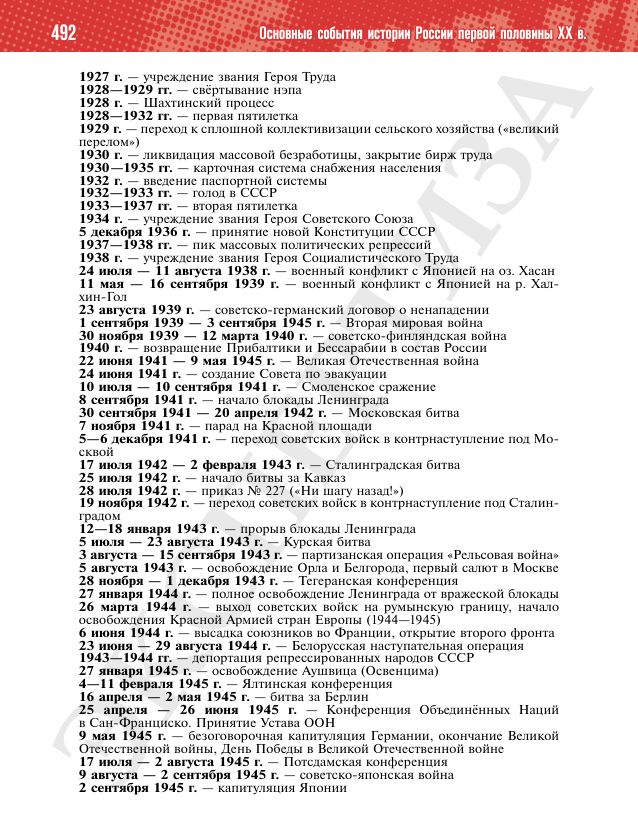 492
Основные события истории России первой половины XX в.
1927 г. — учреждение звания Героя Труда
1928—1929 гг. — свёртывание нэпа
1928 г. — Шахтинский процесс
1928—1932 гг. — первая пятилетка
1929 г. — переход к сплошной коллективизации сельского хозяйства («великий
перелом»)
1930 г. — ликвидация массовой безработицы, закрытие бирж труда
1930—1935 гг. — карточная система снабжения населения
1932 г. — введение паспортной системы
1932—1933 гг. — голод в СССР
1933—1937 гг. — вторая пятилетка
1934 г. — учреждение звания Героя Советского Союза
5 декабря 1936 г. — принятие новой Конституции СССР
1937—1938 гг. — пик массовых политических репрессий
1938 г. — учреждение звания Героя Социалистического Труда
24 июля — 11 августа 1938 г. — военный конфликт с Японией на оз. Хасан
11 мая — 16 сентября 1939 г. — военный конфликт с Японией на р. Хал-
хин-Гол
23 августа 1939 г. — советско-германский договор о ненападении
1 сентября 1939 — 3 сентября 1945 г. — Вторая мировая война
30 ноября 1939 — 12 марта 1940 г. — советско-финляндская война
1940 г. — возвращение Прибалтики и Бессарабии в состав России
22 июня 1941 — 9 мая 1945 г. — Великая Отечественная война
24 июня 1941 г. — создание Совета по эвакуации
10 июля — 10 сентября 1941 г. — Смоленское сражение
8 сентября 1941 г. — начало блокады Ленинграда
30 сентября 1941 — 20 апреля 1942 г. — Московская битва
7 ноября 1941 г. — парад на Красной площади
5—6 декабря 1941 г. — переход советских войск в контрнаступление под Мо-
сквой
17 июля 1942 — 2 февраля 1943 г. — Сталинградская битва
25 июля 1942 г. — начало битвы за Кавказ
28 июля 1942 г. — приказ № 227 («Ни шагу назад!»)
19 ноября 1942 г. — переход советских войск в контрнаступление под Сталин-
градом
12—18 января 1943 г. — прорыв блокады Ленинграда
5 июля — 23 августа 1943 г. — Курская битва
3 августа — 15 сентября 1943 г. — партизанская операция «Рельсовая война»
5 августа 1943 г. — освобождение Орла и Белгорода, первый салют в Москве
28 ноября — 1 декабря 1943 г. — Тегеранская конференция
27 января 1944 г. — полное освобождение Ленинграда от вражеской блокады
26 марта 1944 г. — выход советских войск на румынскую границу, начало
освобождения Красной Армией стран Европы (1944—1945)
6 июня 1944 г. — высадка союзников во Франции, открытие второго фронта
23 июня — 29 августа 1944 г. — Белорусская наступательная операция
1943—1944 гг. — депортация репрессированных народов СССР
27 января 1945 г. — освобождение Аушвица (Освенцима)
4—11 февраля 1945 г. — Ялтинская конференция
16 апреля — 2 мая 1945 г. — битва за Берлин
25 апреля — 26 июня 1945 г. — Конференция Объединённых Наций
в Сан-Франциско. Принятие Устава ООН
9 мая 1945 г. — безоговорочная капитуляция Германии, окончание Великой
Отечественной войны, День Победы в Великой Отечественной войне
17 июля — 2 августа 1945 г. — Потсдамская конференция
9 августа — 2 сентября 1945 г. — советско-японская война
2 сентября 1945 г. — капитуляция Японии